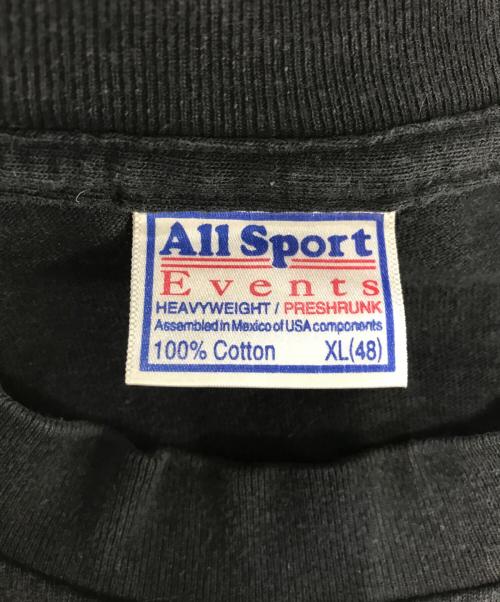 All Sport
Events
HEAVYWEIGHT / PRESHRUNK
Assembled in Mexico of USA components
100% Cotton XL(48)